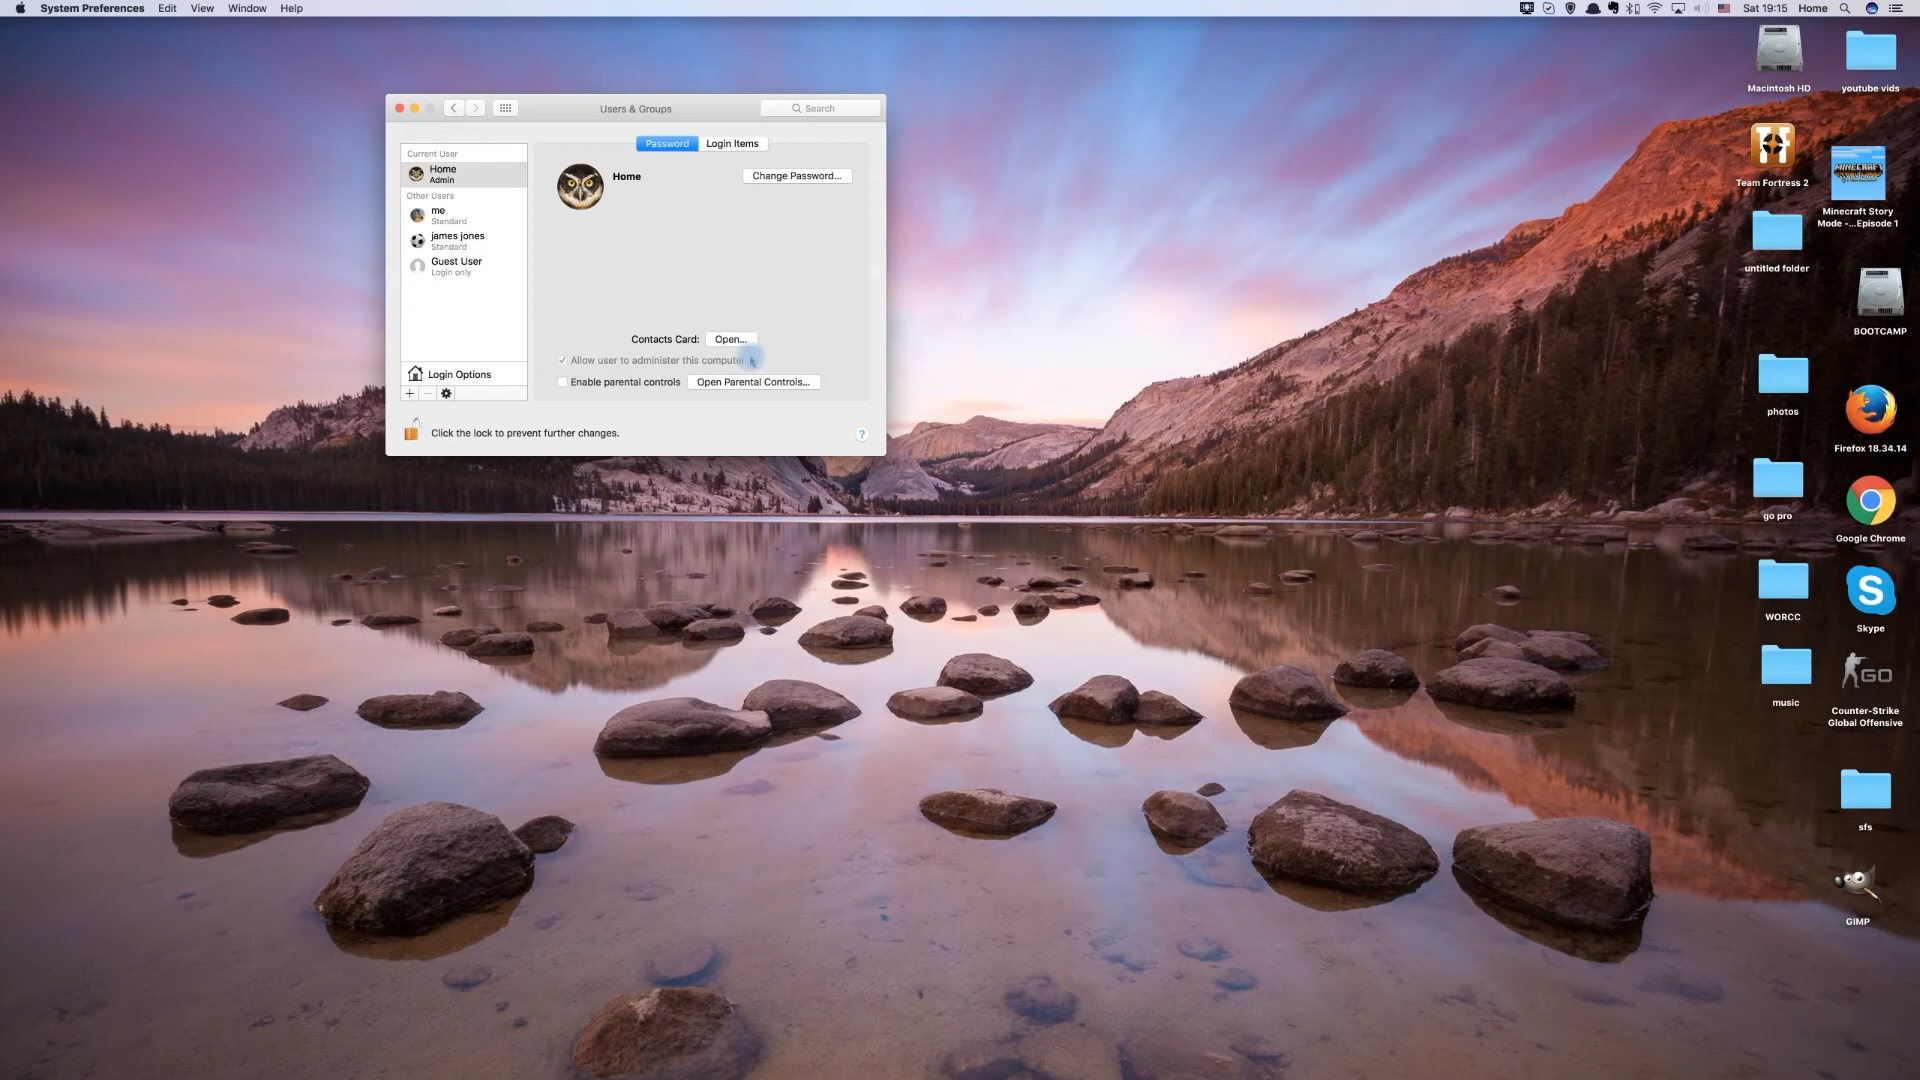 System Preferences Edit View Window Help
Sat 19:15 Home
Users & Groups
Search
Password Login Items
Current User
Home
Admin
Other Users
me
Standard
james jones
Standard
Guest User
Login only
Login Options
Home
Change Password...
Contacts Card: Open...
Allow user to administer this computer
Enable parental controls Open Parental Controls...
Click the lock to prevent further changes.
?
Macintosh HD
youtube vids
Team Fortress 2
MINECRAFT
Minecraft Story
Mode -...Episode 1
untitled folder
BOOTCAMP
photos
Firefox 18.34.14
go pro
Google Chrome
WORCC
S
Skype
music
GO
Counter-Strike
Global Offensive
sfs
GIMP